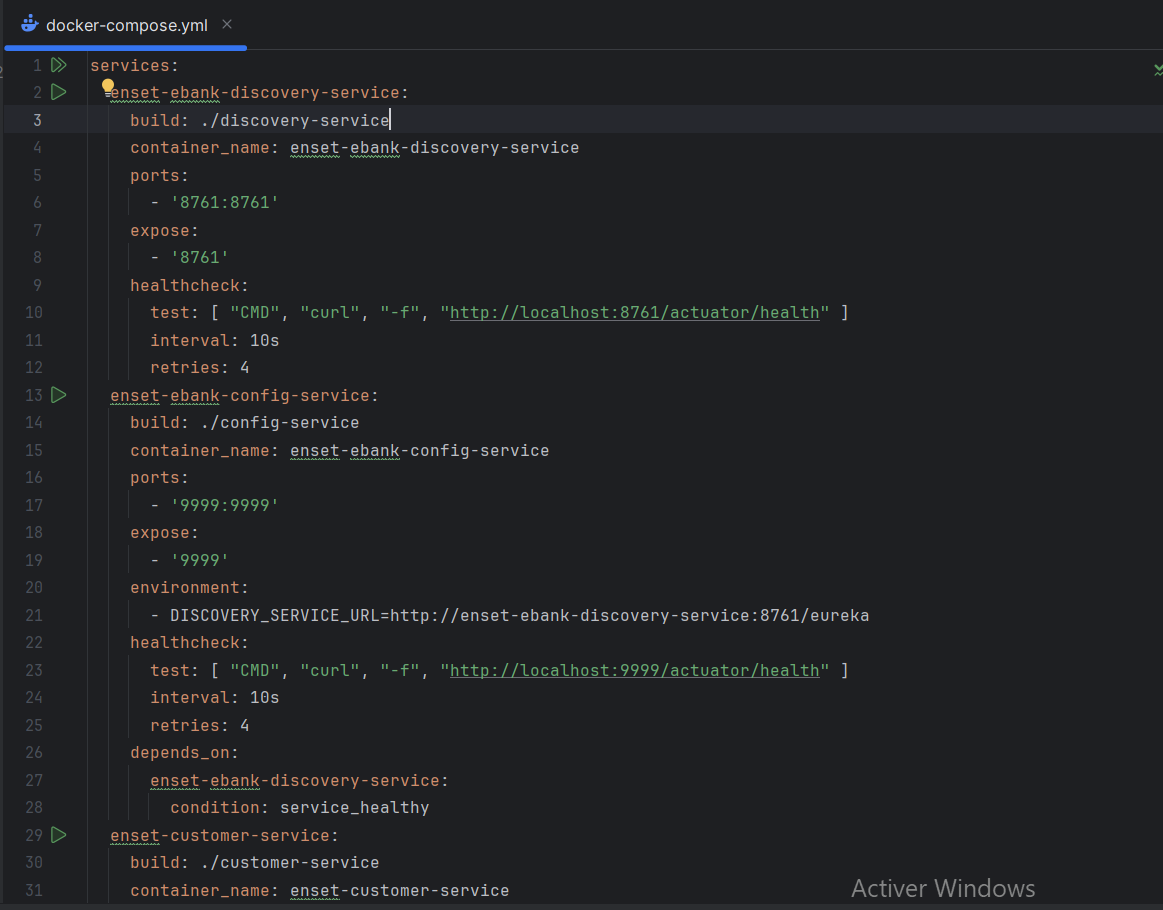 docker-compose.yml
1 services:
2 enset-ebank-discovery-service:
3 build: ./discovery-service
4 container_name: enset-ebank-discovery-service
5 ports:
6 - '8761:8761'
7 expose:
8 - '8761'
9 healthcheck:
10 test: [ "CMD", "curl", "-f", "http://localhost:8761/actuator/health" ]
11 interval: 10s
12 retries: 4
13 enset-ebank-config-service:
14 build: ./config-service
15 container_name: enset-ebank-config-service
16 ports:
17 - '9999:9999'
18 expose:
19 - '9999'
20 environment:
21 - DISCOVERY_SERVICE_URL=http://enset-ebank-discovery-service:8761/eureka
22 healthcheck:
23 test: [ "CMD", "curl", "-f", "http://localhost:9999/actuator/health" ]
24 interval: 10s
25 retries: 4
26 depends_on:
27 enset-ebank-discovery-service:
28 condition: service_healthy
29 enset-customer-service:
30 build: ./customer-service
31 container_name: enset-customer-service
Activer Windows